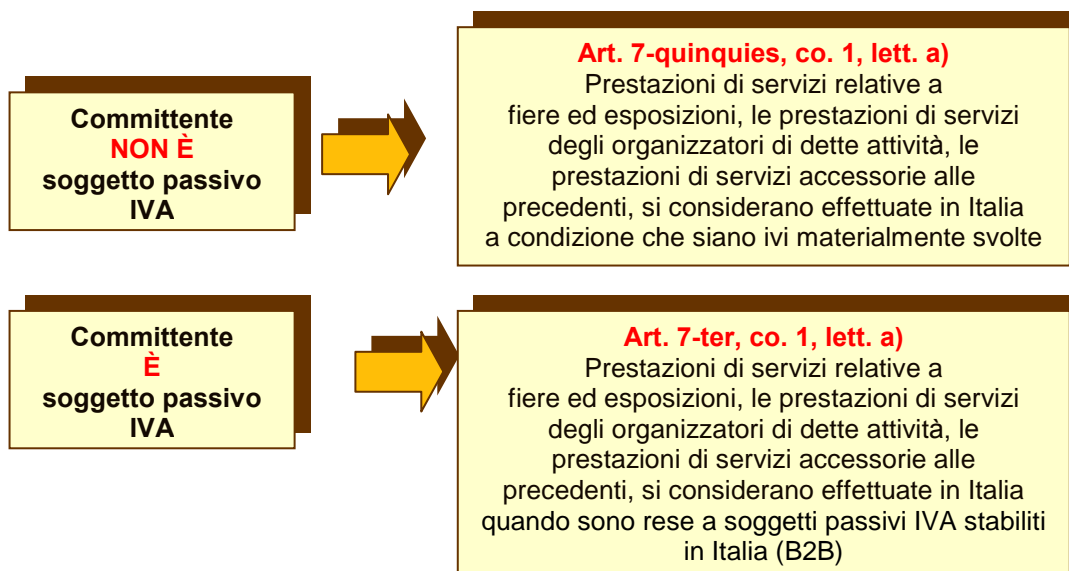 Committente
NON È
soggetto passivo
IVA
Art. 7-quinquies, co. 1, lett. a)
Prestazioni di servizi relative a
fiere ed esposizioni, le prestazioni di servizi
degli organizzatori di dette attività, le
prestazioni di servizi accessorie alle
precedenti, si considerano effettuate in Italia
a condizione che siano ivi materialmente svolte
Committente
È
soggetto passivo
IVA
Art. 7-ter, co. 1, lett. a)
Prestazioni di servizi relative a
fiere ed esposizioni, le prestazioni di servizi
degli organizzatori di dette attività, le
prestazioni di servizi accessorie alle
precedenti, si considerano effettuate in Italia
quando sono rese a soggetti passivi IVA stabiliti
in Italia (B2B)